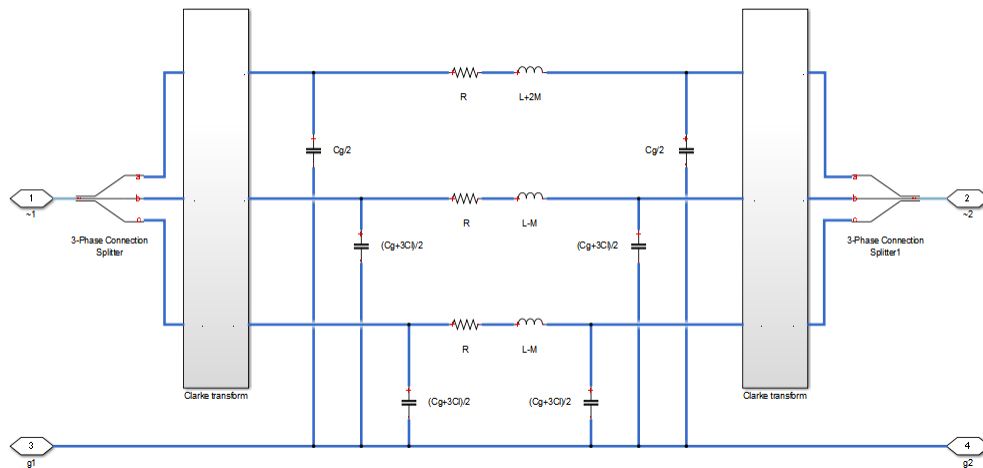 R
L+2M
Cg/2
Cg/2
a
b
c
1
~1
3-Phase Connection
Splitter
R
L-M
(Cg+3Cl)/2
(Cg+3Cl)/2
a
b
c
2
~2
3-Phase Connection
Splitter1
R
L-M
(Cg+3Cl)/2
(Cg+3Cl)/2
Clarke transform
Clarke transform
3
g1
4
g2